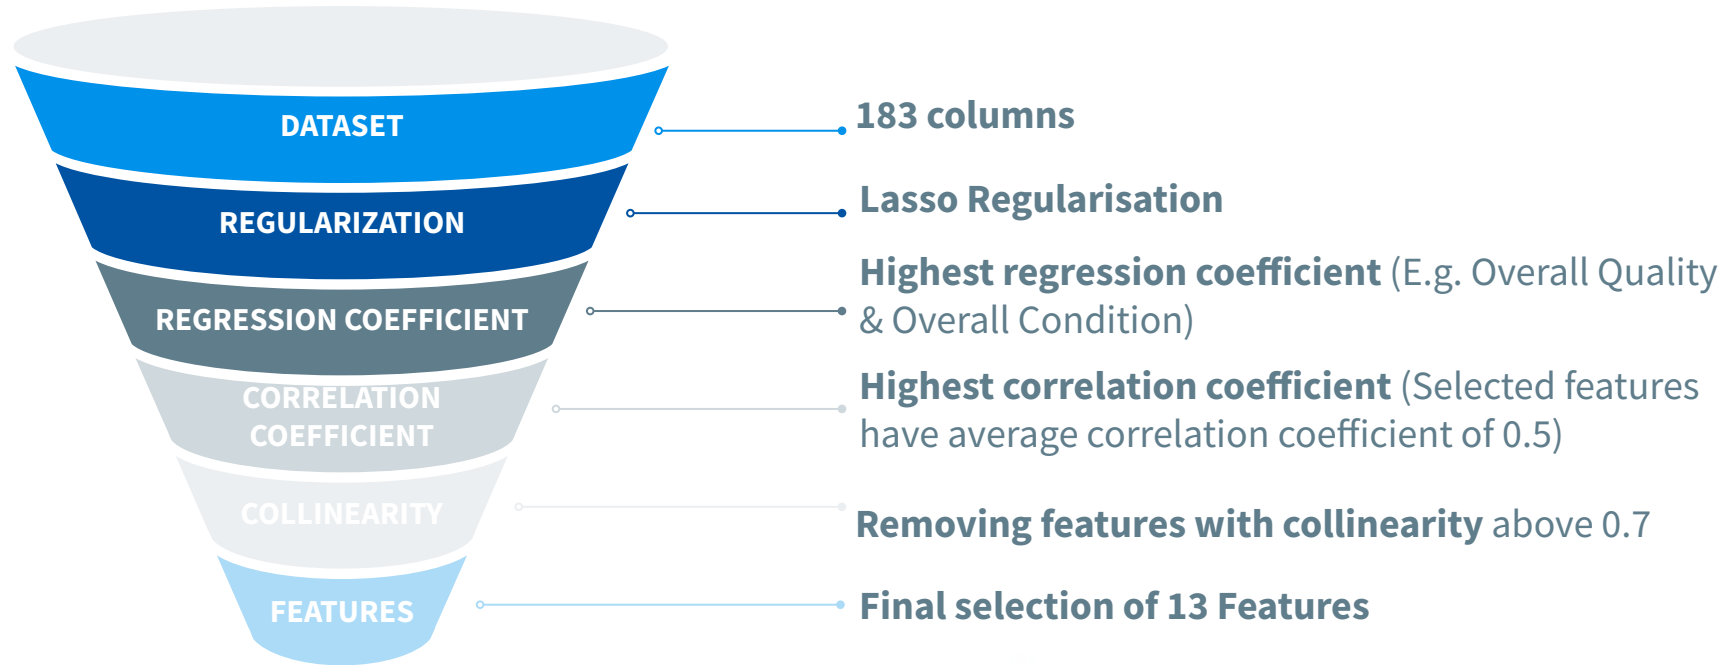 DATASET
183 columns
REGULARIZATION
Lasso Regularisation
REGRESSION COEFFICIENT
Highest regression coefficient (E.g. Overall Quality
& Overall Condition)
CORRELATION
COEFFICIENT
Highest correlation coefficient (Selected features
have average correlation coefficient of 0.5)
COLLINEARITY
Removing features with collinearity above 0.7
FEATURES
Final selection of 13 Features